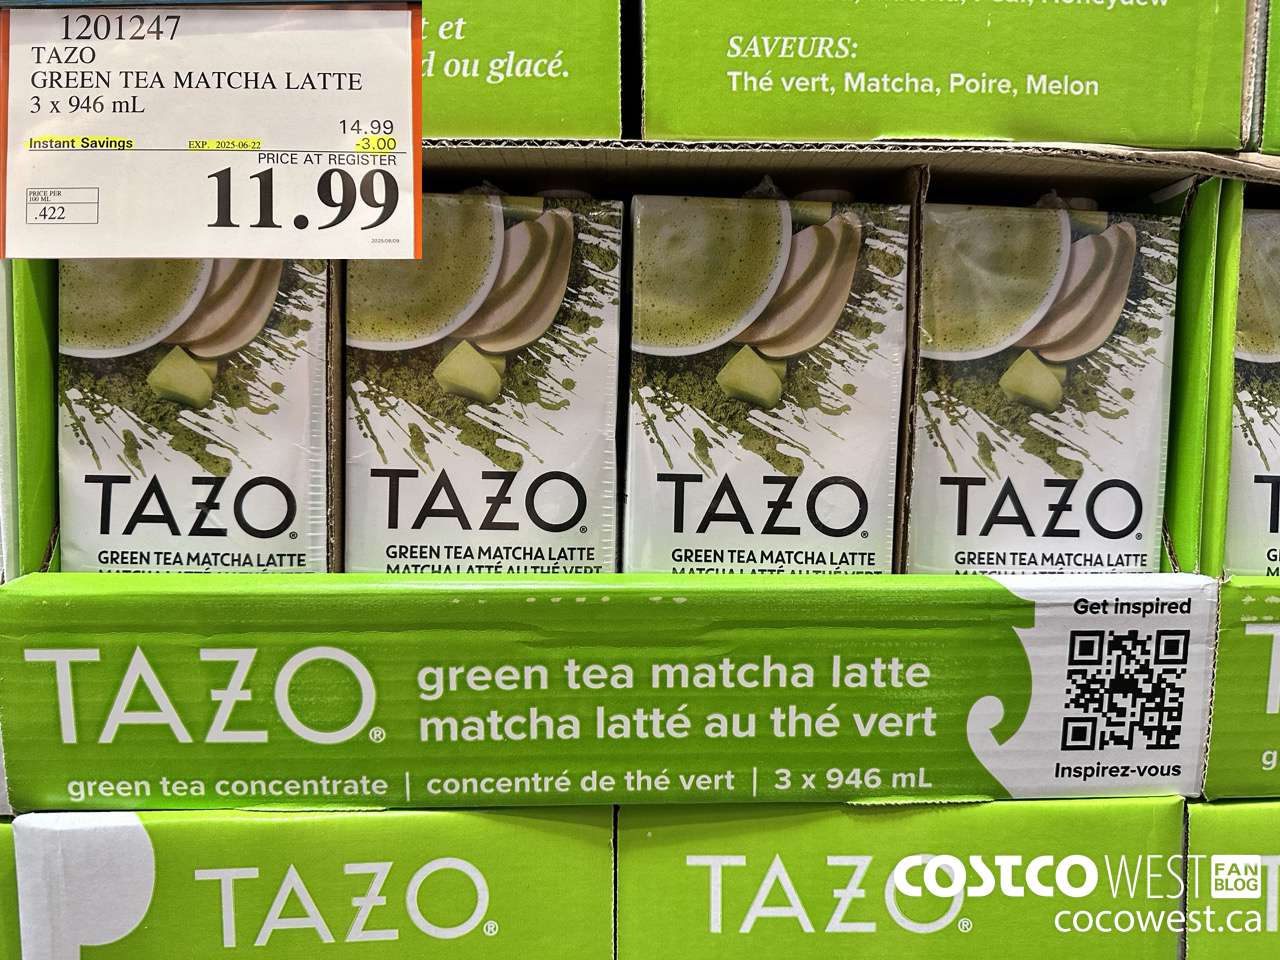 1201247
TAZO
GREEN TEA MATCHA LATTE
3 x 946 mL
14.99
Instant Savings EXP. 2025-06-22 -3.00
PRICE AT REGISTER
11.99
PRICE PER
100 ML
.422
t et
d ou glacé.
SAVEURS:
Thé vert, Matcha, Poire, Melon
TAZO®
GREEN TEA MATCHA LATTE
TAZO®
GREEN TEA MATCHA LATTE
MATCHA LATTÉ AU THÉ VERT
TAZO®
GREEN TEA MATCHA LATTE
MATCHA LATTÉ AU THÉ VERT
TAZO®
GREEN TEA MATCHA LATTE
TAZO® green tea matcha latte
matcha latté au thé vert
green tea concentrate | concentré de thé vert | 3 x 946 mL
Get inspired
Inspirez-vous
TAZO®
TAZO®
COSTCO WEST FAN BLOG
cocowest.ca